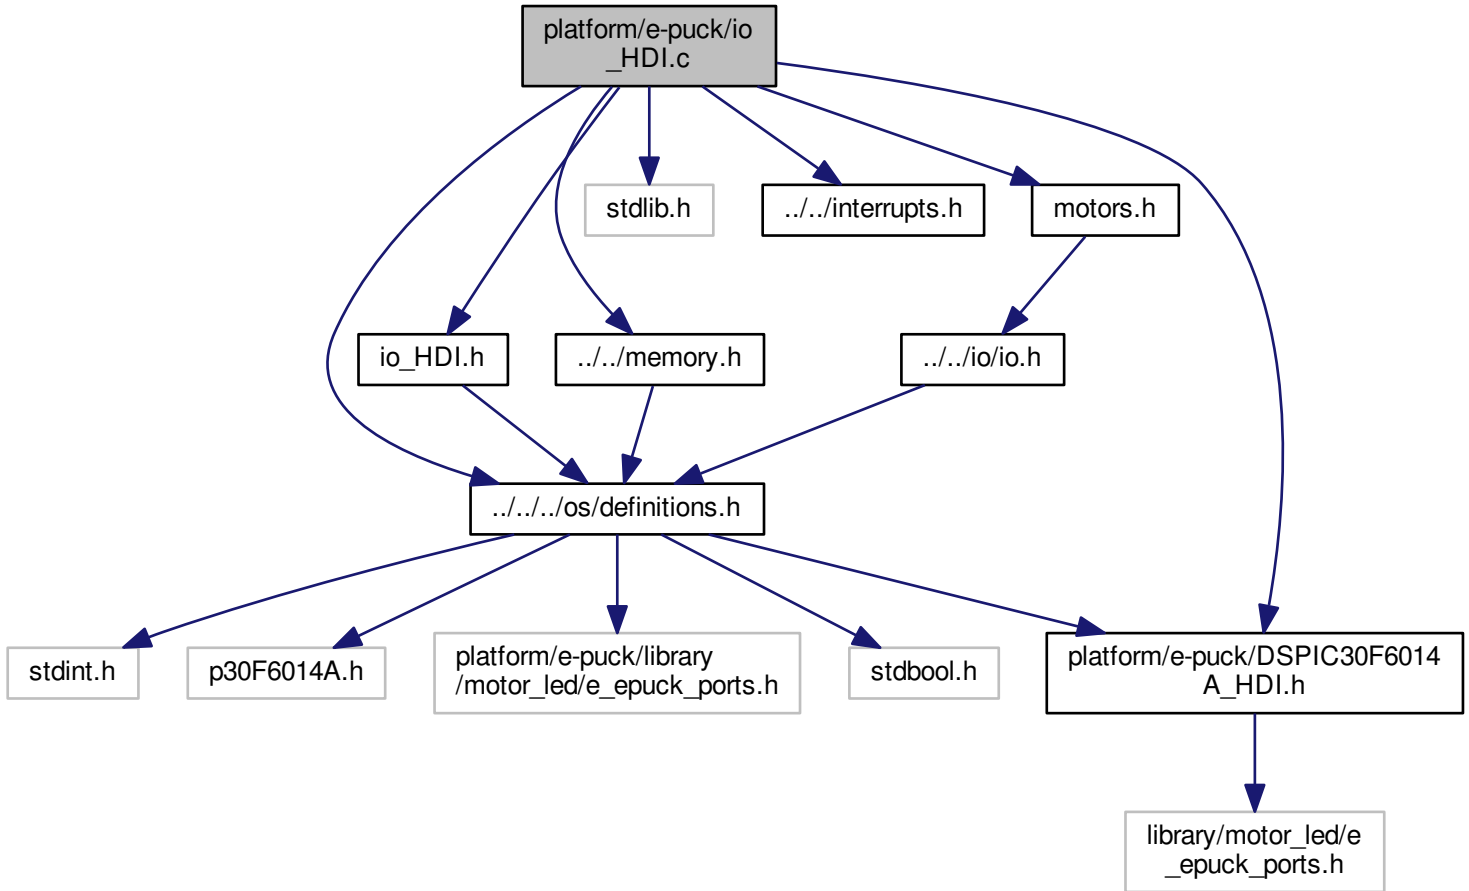 platform/e-puck/io
_HDI.c
stdlib.h
../../interrupts.h
motors.h
io_HDI.h
../../memory.h
../../io/io.h
../../../os/definitions.h
stdint.h
p30F6014A.h
platform/e-puck/library
/motor_led/e_epuck_ports.h
stdbool.h
platform/e-puck/DSPIC30F6014
A_HDI.h
library/motor_led/e
_epuck_ports.h